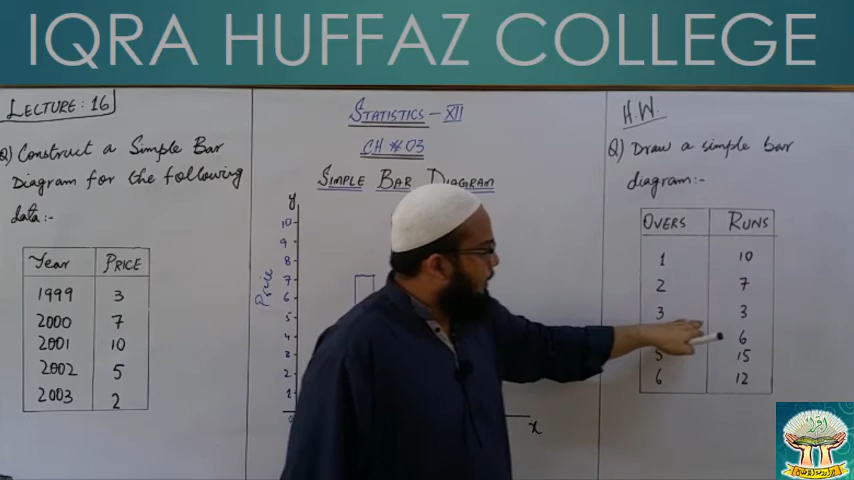 IQRA HUFFAZ COLLEGE
LECTURE: 16
Q) Construct a Simple Bar
Diagram for the following
data:-
Year PRICE
1999 3
2000 7
2001 10
2002 5
2003 2
STATISTICS - XII
CH # 03
SIMPLE BAR DIAGRAM
y
10
9
8
7
6
5
4
3
2
1
Price
x
H.W.
Q) Draw a simple bar
diagram:-
OVERS RUNS
1 10
2 7
3 3
6
5 15
6 12